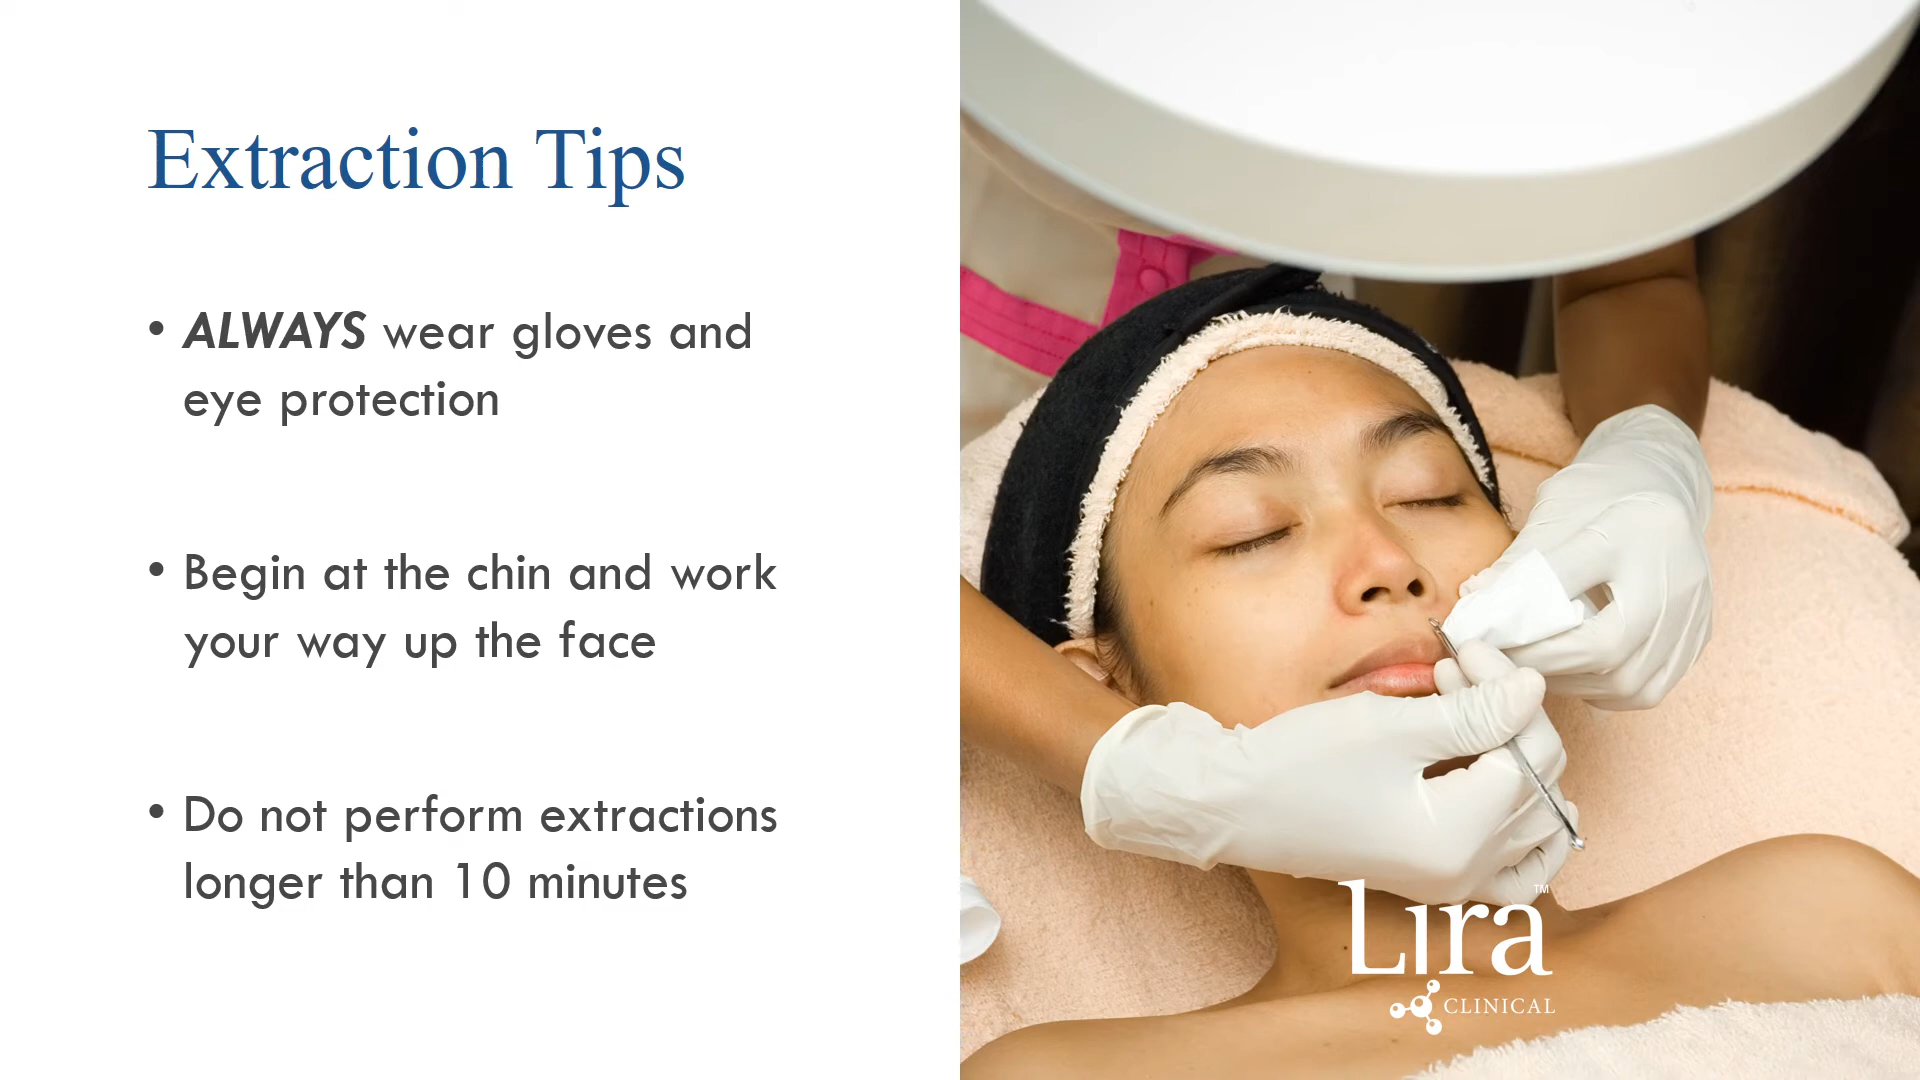 Extraction Tips
• ALWAYS wear gloves and
eye protection
• Begin at the chin and work
your way up the face
• Do not perform extractions
longer than 10 minutes
Lira™
CLINICAL